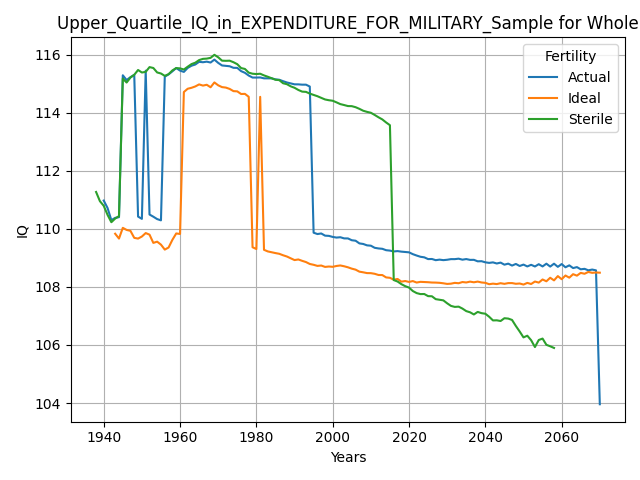 Upper_Quartile_IQ_in_EXPENDITURE_FOR_MILITARY_Sample for Whole
116
114
112
110
108
106
104
IQ
Fertility
Actual
Ideal
Sterile
1940 1960 1980 2000 2020 2040 2060
Years